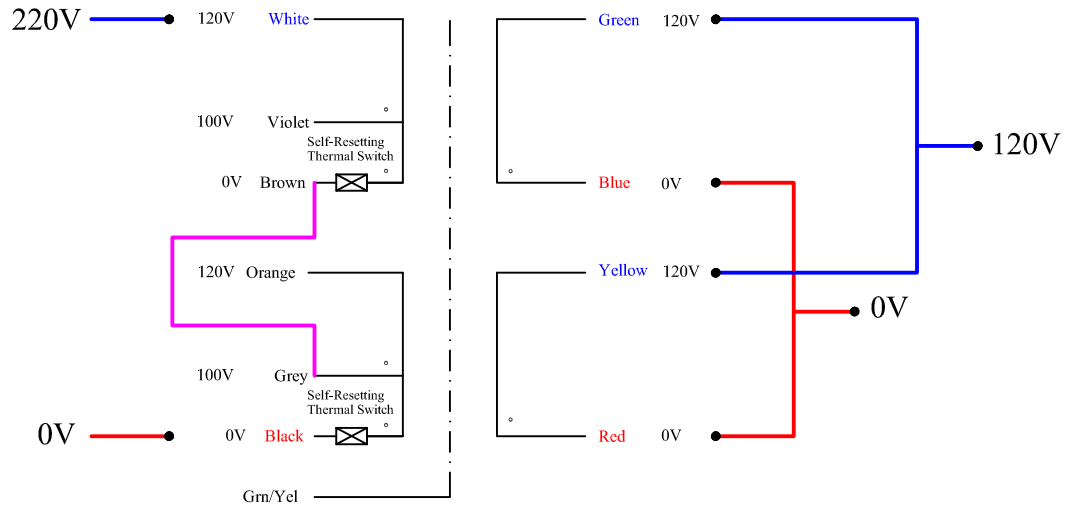 220V 120V White Green 120V
100V Violet
Self-Resetting
Thermal Switch
120V
0V Brown Blue 0V
120V Orange Yellow 120V
0V
100V Grey
Self-Resetting
Thermal Switch
0V 0V Black Red 0V
Grn/Yel